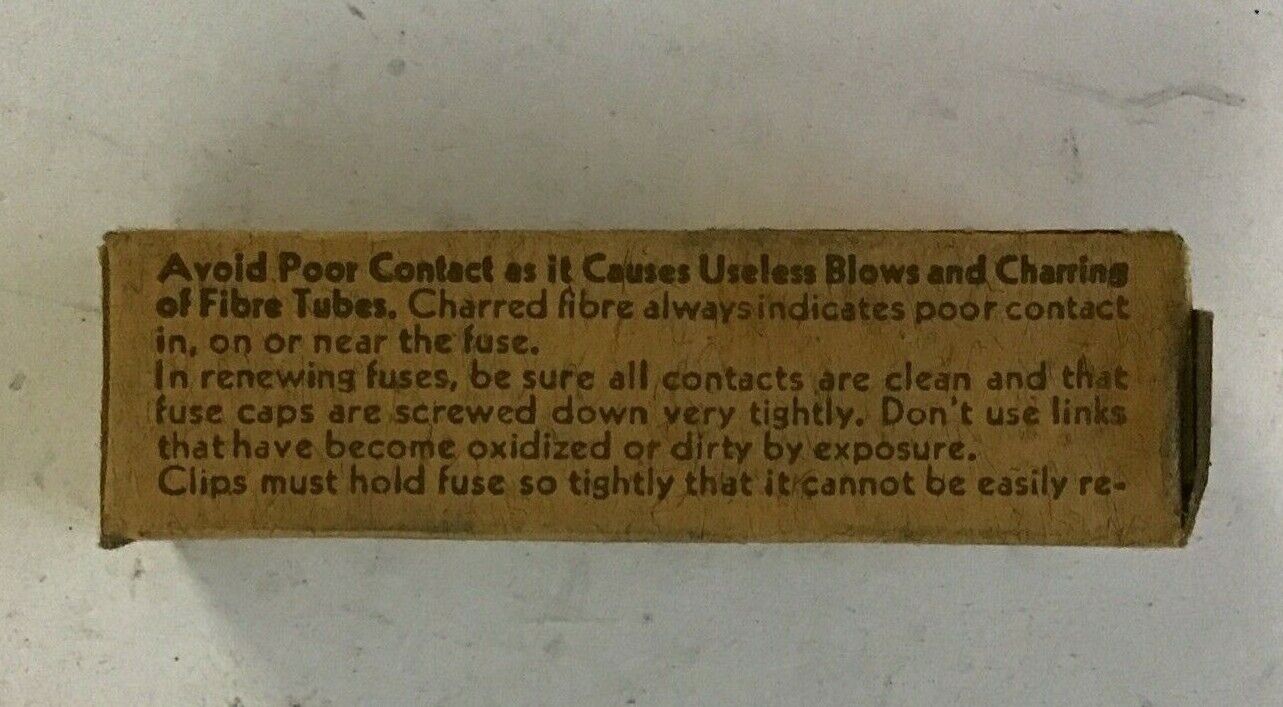 Avoid Poor Contact as it Causes Useless Blows and Charring
of Fibre Tubes. Charred fibre always indicates poor contact
in, on or near the fuse.
In renewing fuses, be sure all contacts are clean and that
fuse caps are screwed down very tightly. Don't use links
that have become oxidized or dirty by exposure.
Clips must hold fuse so tightly that it cannot be easily re-